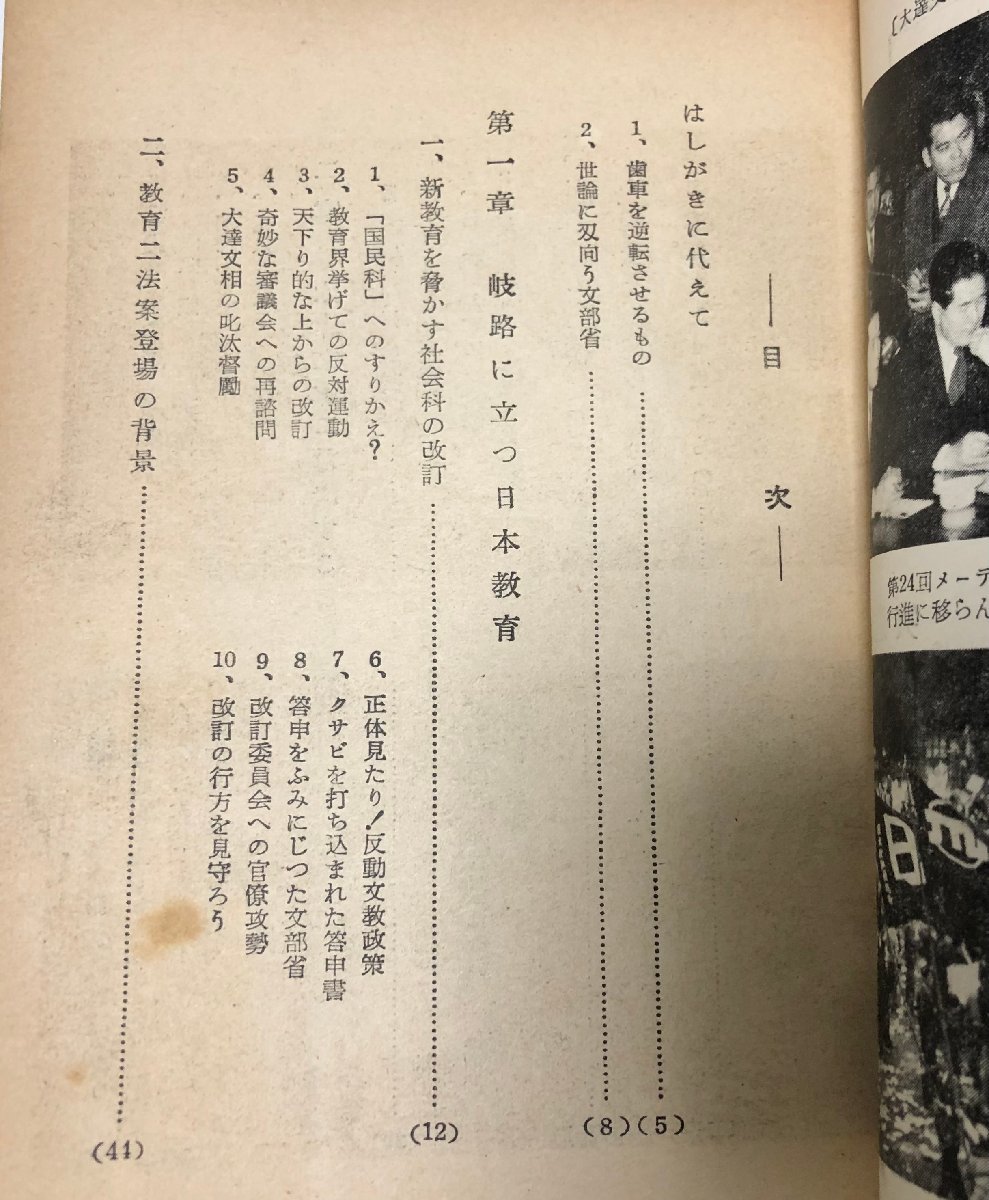 〔大達文
第24回メーデ
行進に移らん
―― 目 次 ――
はしがきに代えて
1、歯車を逆転させるもの…………(5)
2、世論に刃向う文部省…………(8)
第一章 岐路に立つ日本教育
一、新教育を脅かす社会科の改訂…………(12)
1、「国民科」へのすりかえ?
2、教育界挙げての反対運動
3、天下り的な上からの改訂
4、奇妙な審議会への再諮問
5、大達文相の叱汰督勵
6、正体見たり!反動文教政策
7、クサビを打ち込まれた答申書
8、答申をふみにじつた文部省
9、改訂委員会への官僚攻勢
10、改訂の行方を見守ろう
二、教育二法案登場の背景…………(44)